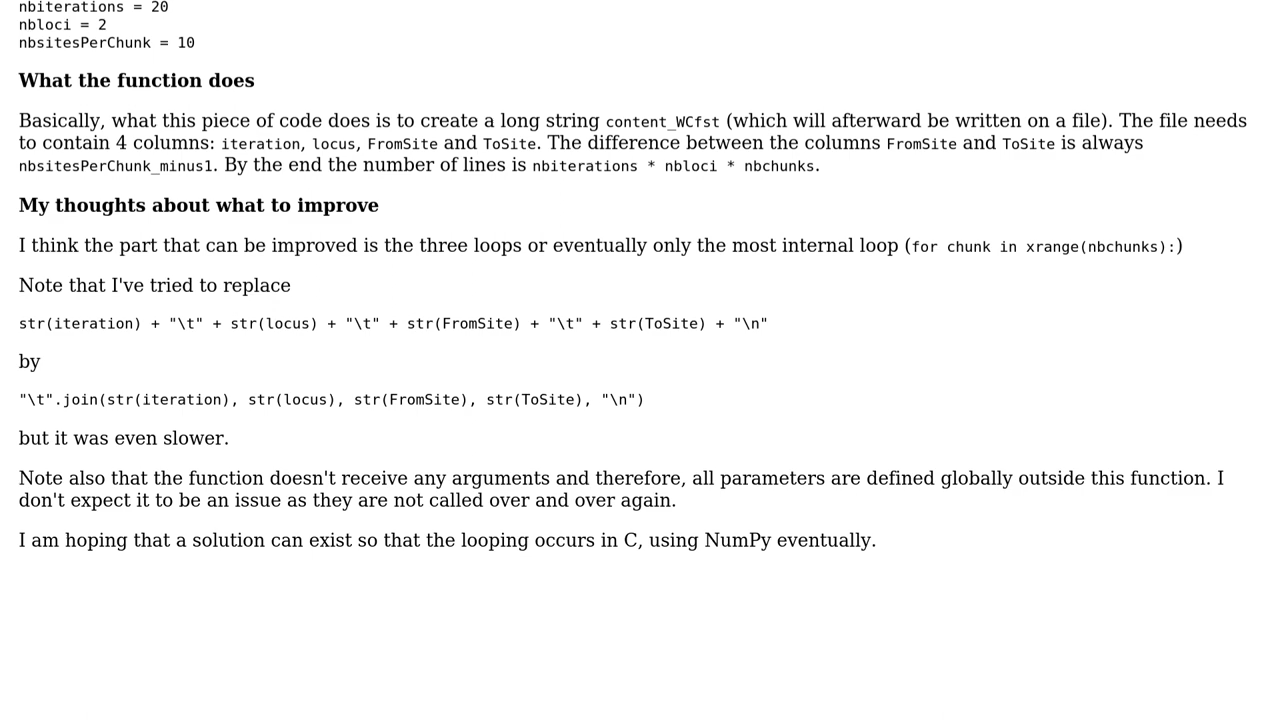 nbiterations = 20
nbloci = 2
nbsitesPerChunk = 10
What the function does
Basically, what this piece of code does is to create a long string content_WCfst (which will afterward be written on a file). The file needs
to contain 4 columns: iteration, locus, FromSite and ToSite. The difference between the columns FromSite and ToSite is always
nbsitesPerChunk_minus1. By the end the number of lines is nbiterations * nbloci * nbchunks.
My thoughts about what to improve
I think the part that can be improved is the three loops or eventually only the most internal loop (for chunk in xrange(nbchunks):)
Note that I've tried to replace
str(iteration) + "\t" + str(locus) + "\t" + str(FromSite) + "\t" + str(ToSite) + "\n"
by
"\t".join(str(iteration), str(locus), str(FromSite), str(ToSite), "\n")
but it was even slower.
Note also that the function doesn't receive any arguments and therefore, all parameters are defined globally outside this function. I
don't expect it to be an issue as they are not called over and over again.
I am hoping that a solution can exist so that the looping occurs in C, using NumPy eventually.